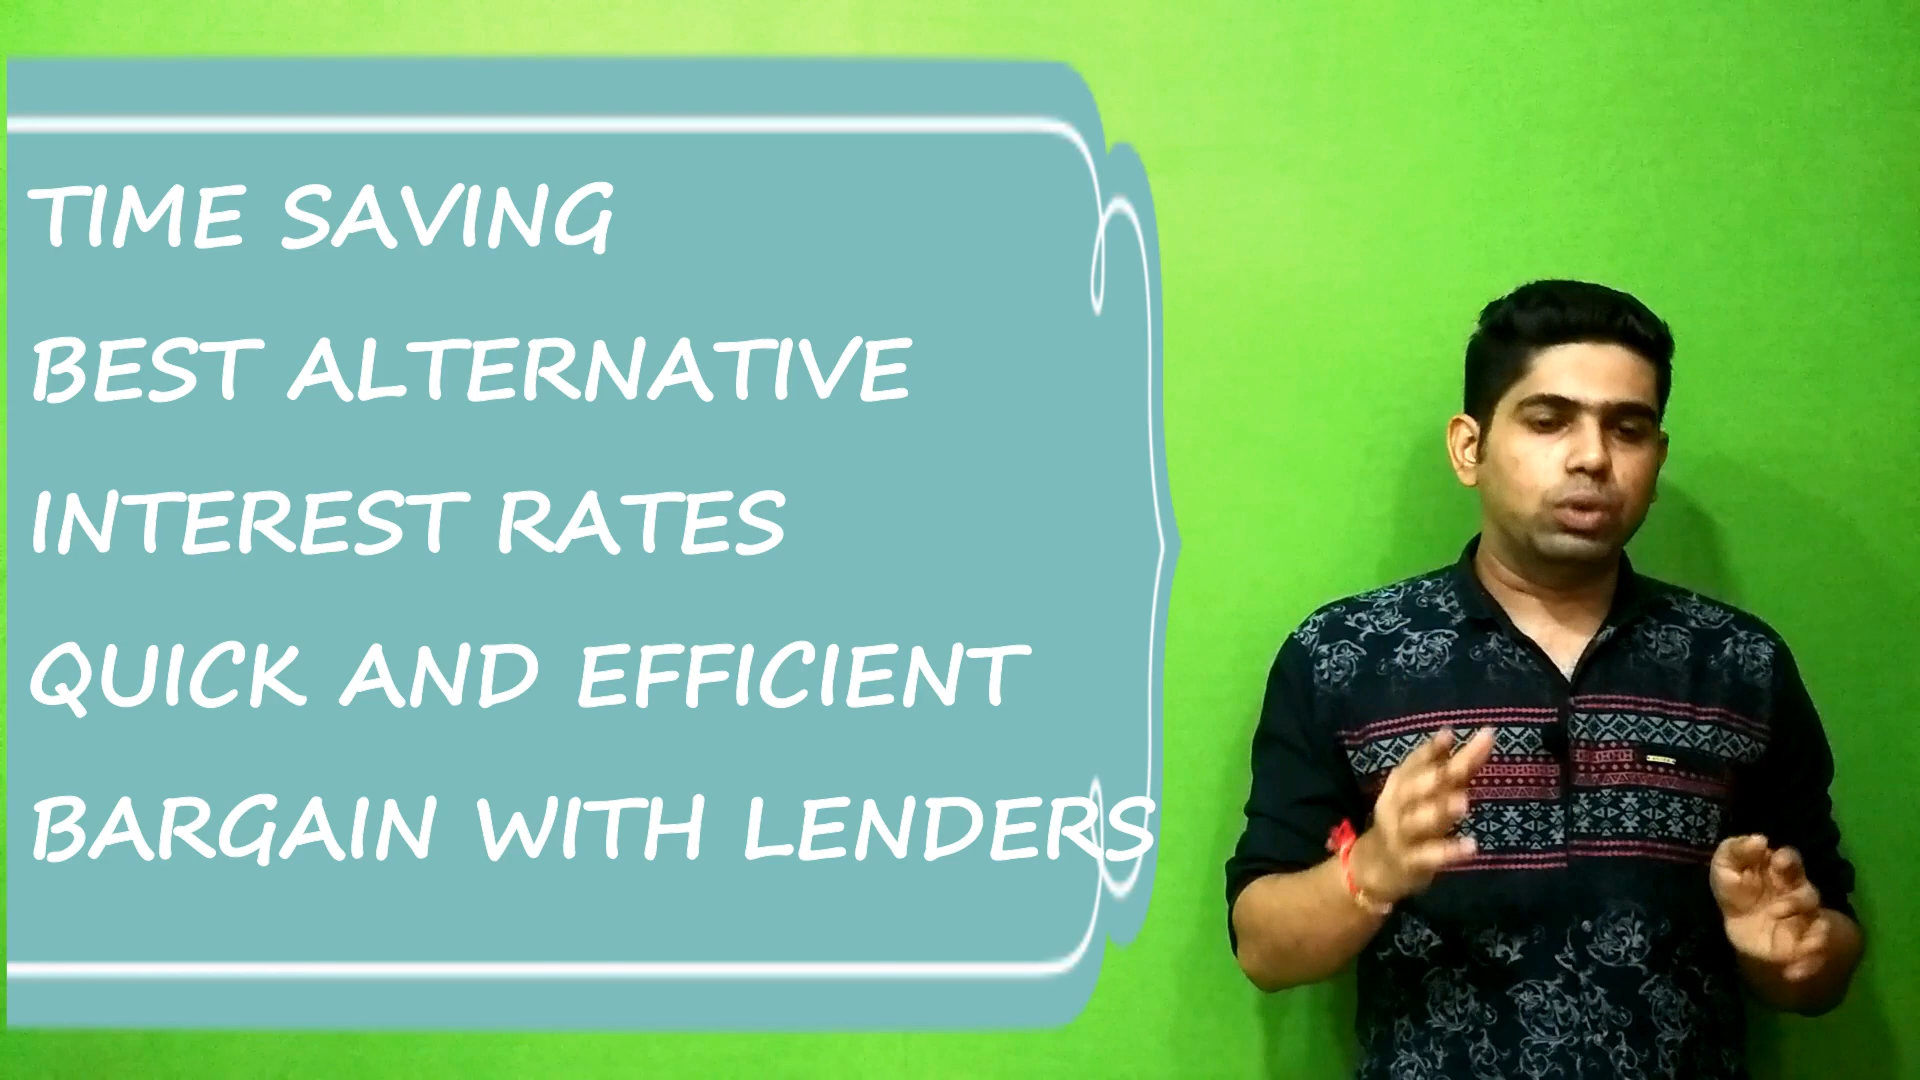 TIME SAVING
BEST ALTERNATIVE
INTEREST RATES
QUICK AND EFFICIENT
BARGAIN WITH LENDERS